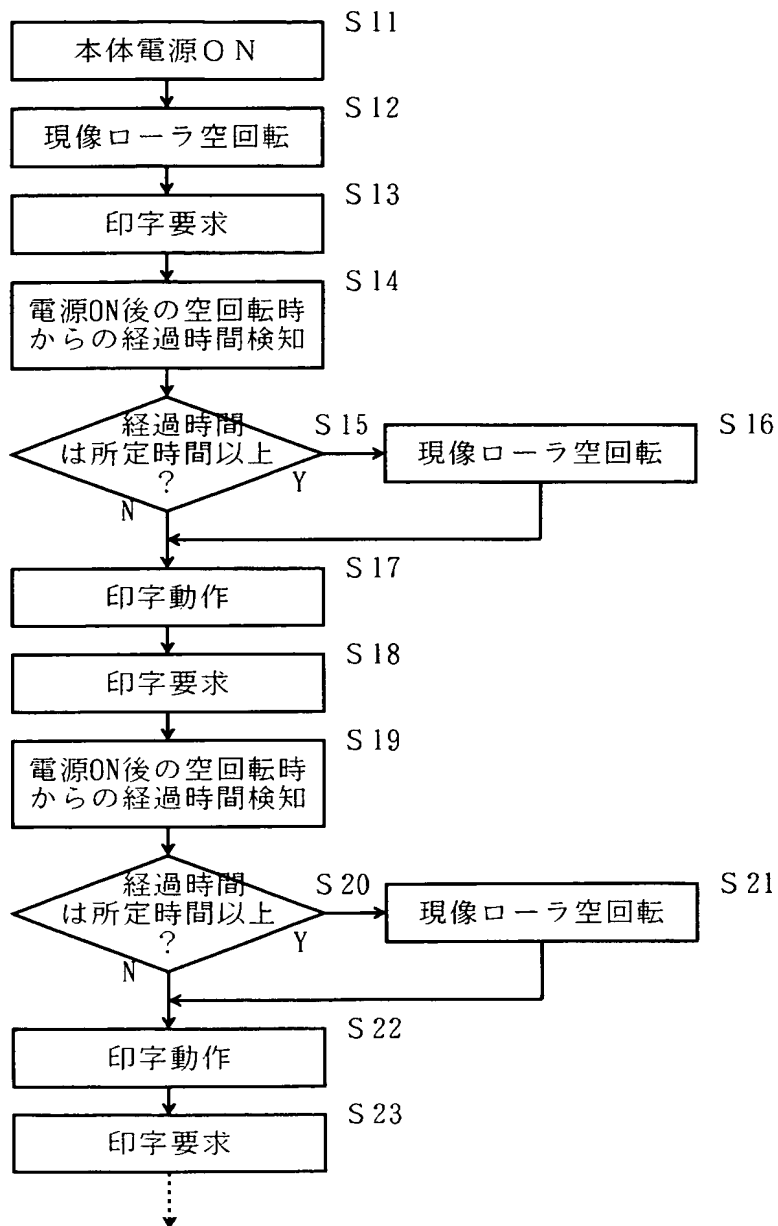 S11
本体電源ON
S12
現像ローラ空回転
S13
印字要求
S14
電源ON後の空回転時
からの経過時間検知
経過時間
は所定時間以上
?
S15
Y
N
S16
現像ローラ空回転
S17
印字動作
S18
印字要求
S19
電源ON後の空回転時
からの経過時間検知
経過時間
は所定時間以上
?
S20
Y
N
S21
現像ローラ空回転
S22
印字動作
S23
印字要求